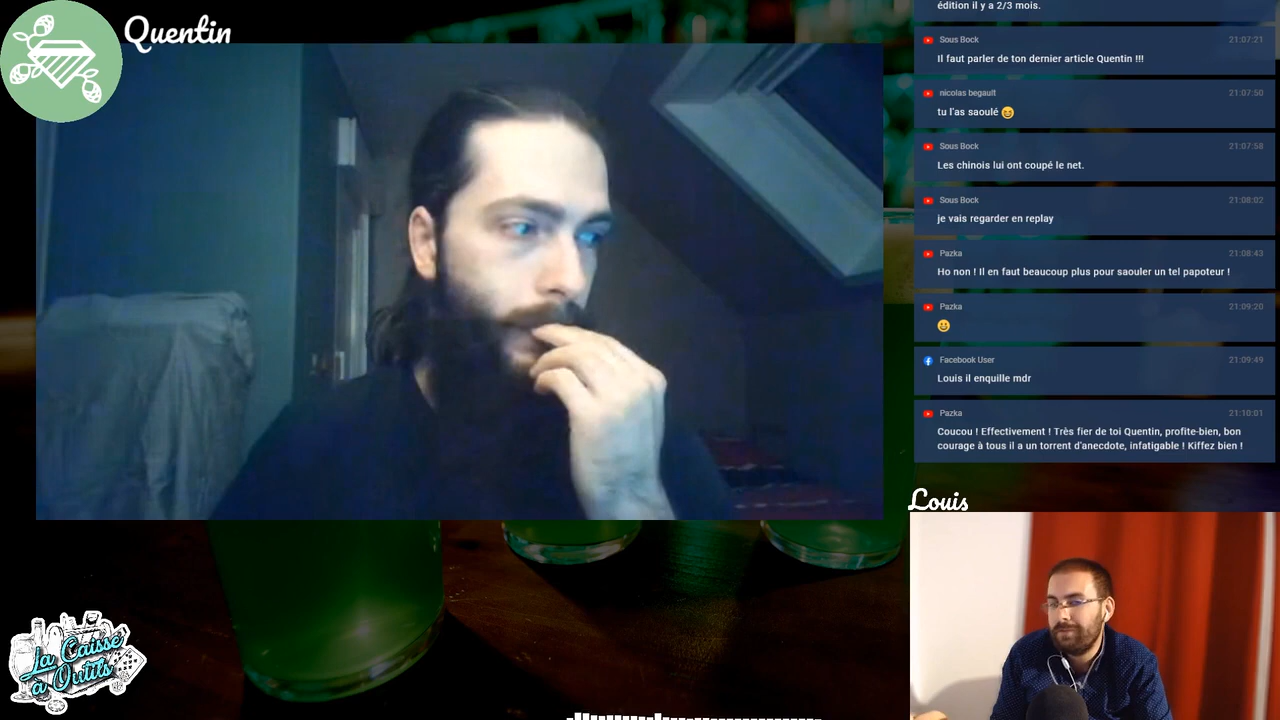 Quentin
édition il y a 2/3 mois.
Sous Bock 21:07:21
Il faut parler de ton dernier article Quentin !!!
nicolas begault 21:07:50
tu l'as saoulé 😄
Sous Bock 21:07:58
Les chinois lui ont coupé le net.
Sous Bock 21:08:02
je vais regarder en replay
Pazka 21:08:43
Ho non ! Il en faut beaucoup plus pour saouler un tel papoteur !
Pazka 21:09:20
😀
Facebook User 21:09:49
Louis il enquille mdr
Pazka 21:10:01
Coucou ! Effectivement ! Très fier de toi Quentin, profite-bien, bon
courage à tous il a un torrent d'anecdote, infatigable ! Kiffez bien !
Louis
La Caisse
à Outils